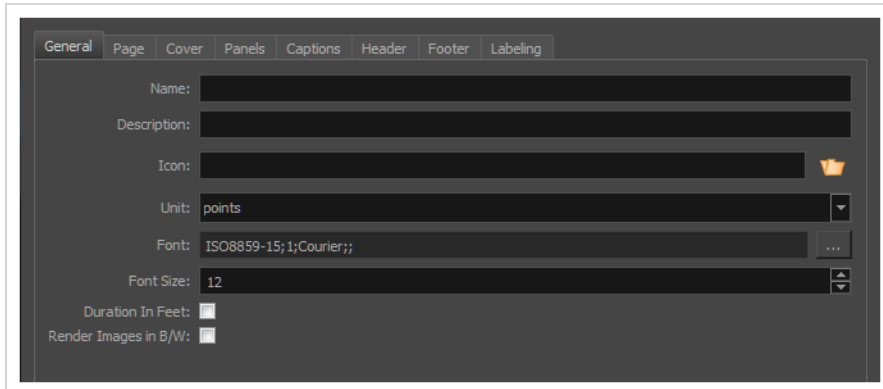 General Page Cover Panels Captions Header Footer Labeling
Name:
Description:
Icon:
Unit: points
Font: ISO8859-15;1;Courier;; ...
Font Size: 12
Duration In Feet:
Render Images in B/W: